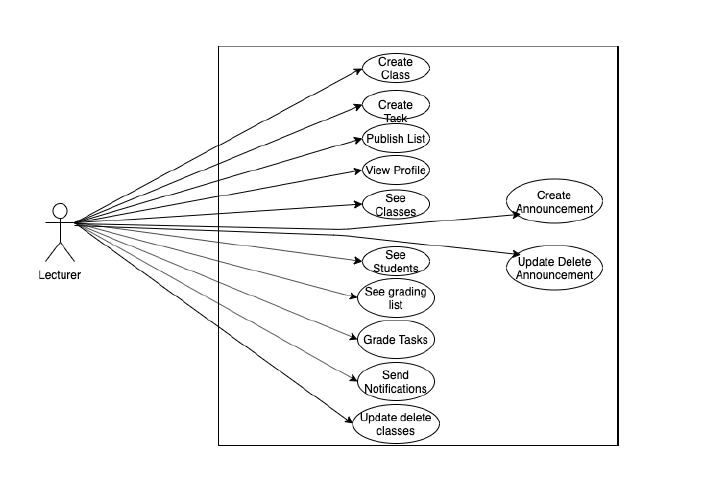 Create
Class
Create
Task
Publish List
View Profile
See
Classes
Create
Announcement
See
Students
Update Delete
Announcement
Lecturer
See grading
list
Grade Tasks
Send
Notifications
Update delete
classes